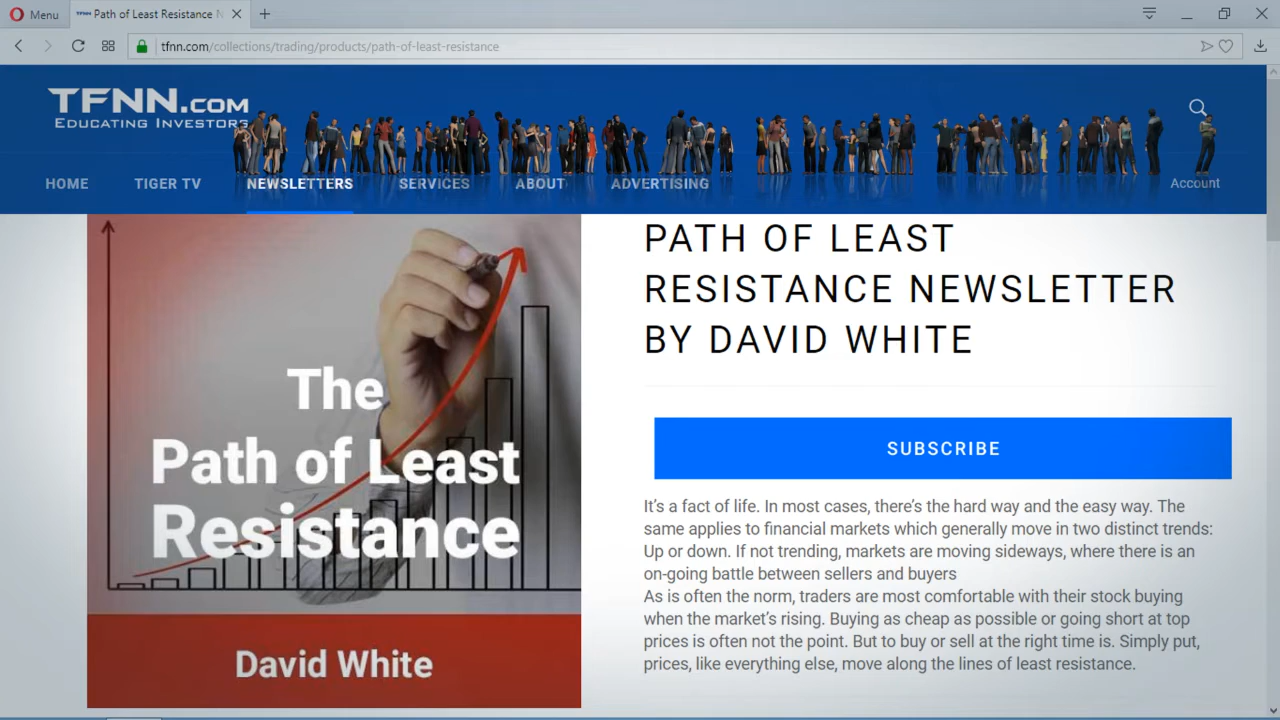 Menu
Path of Least Resistance N
tfnn.com/collections/trading/products/path-of-least-resistance
TFNN.COM
EDUCATING INVESTORS
HOME
TIGER TV
NEWSLETTERS
SERVICES
ABOUT
ADVERTISING
Account
The
Path of Least
Resistance
David White
PATH OF LEAST
RESISTANCE NEWSLETTER
BY DAVID WHITE
SUBSCRIBE
It's a fact of life. In most cases, there's the hard way and the easy way. The
same applies to financial markets which generally move in two distinct trends:
Up or down. If not trending, markets are moving sideways, where there is an
on-going battle between sellers and buyers
As is often the norm, traders are most comfortable with their stock buying
when the market's rising. Buying as cheap as possible or going short at top
prices is often not the point. But to buy or sell at the right time is. Simply put,
prices, like everything else, move along the lines of least resistance.